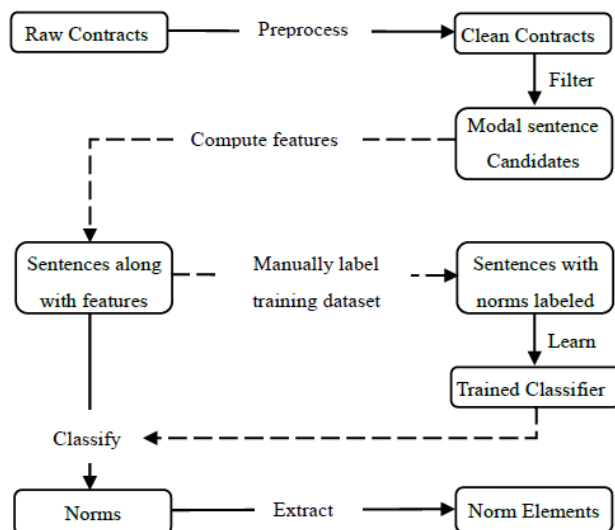 Raw Contracts
Preprocess
Clean Contracts
Filter
Modal sentence
Candidates
Compute features
Sentences along
with features
Manually label
training dataset
Sentences with
norms labeled
Learn
Trained Classifier
Classify
Norms
Extract
Norm Elements